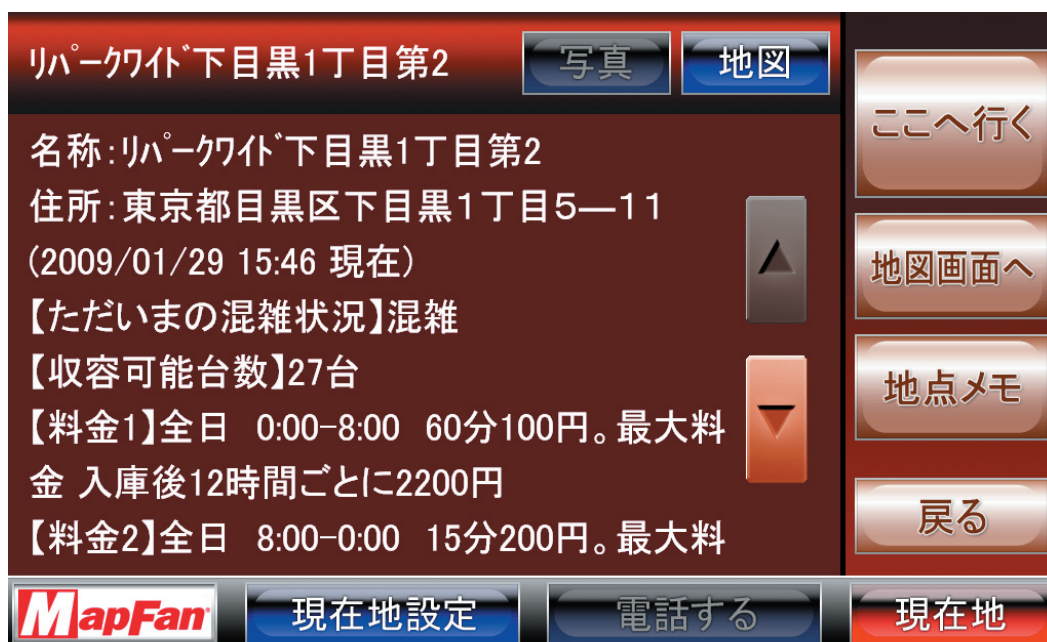 リパークワイド下目黒1丁目第2
写真
地図
名称:リパークワイド下目黒1丁目第2
住所:東京都目黒区下目黒1丁目5―11
(2009/01/29 15:46 現在)
【ただいまの混雑状況】混雑
【収容可能台数】27台
【料金1】全日 0:00-8:00 60分100円。最大料
金 入庫後12時間ごとに2200円
【料金2】全日 8:00-0:00 15分200円。最大料
ここへ行く
地図画面へ
地点メモ
戻る
MapFan
現在地設定
電話する
現在地